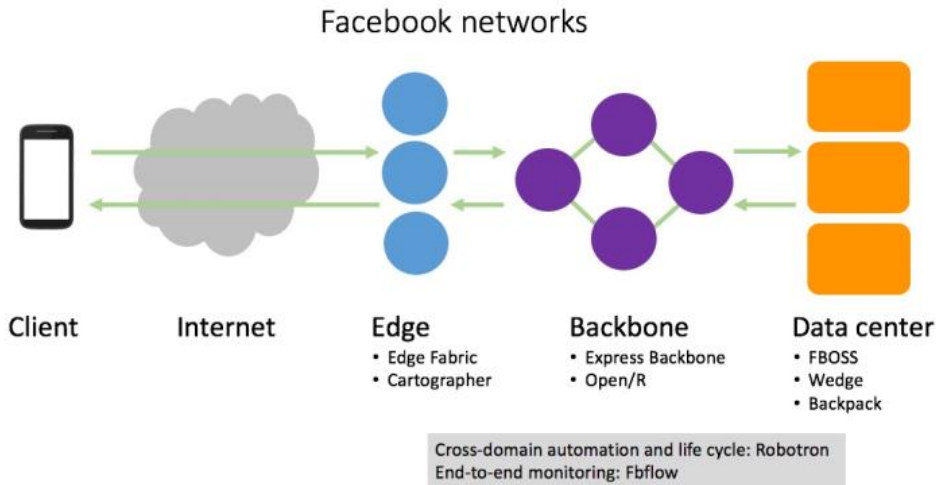 Facebook networks
Client
Internet
Edge
• Edge Fabric
• Cartographer
Backbone
• Express Backbone
• Open/R
Data center
• FBOSS
• Wedge
• Backpack
Cross-domain automation and life cycle: Robotron
End-to-end monitoring: Fbflow